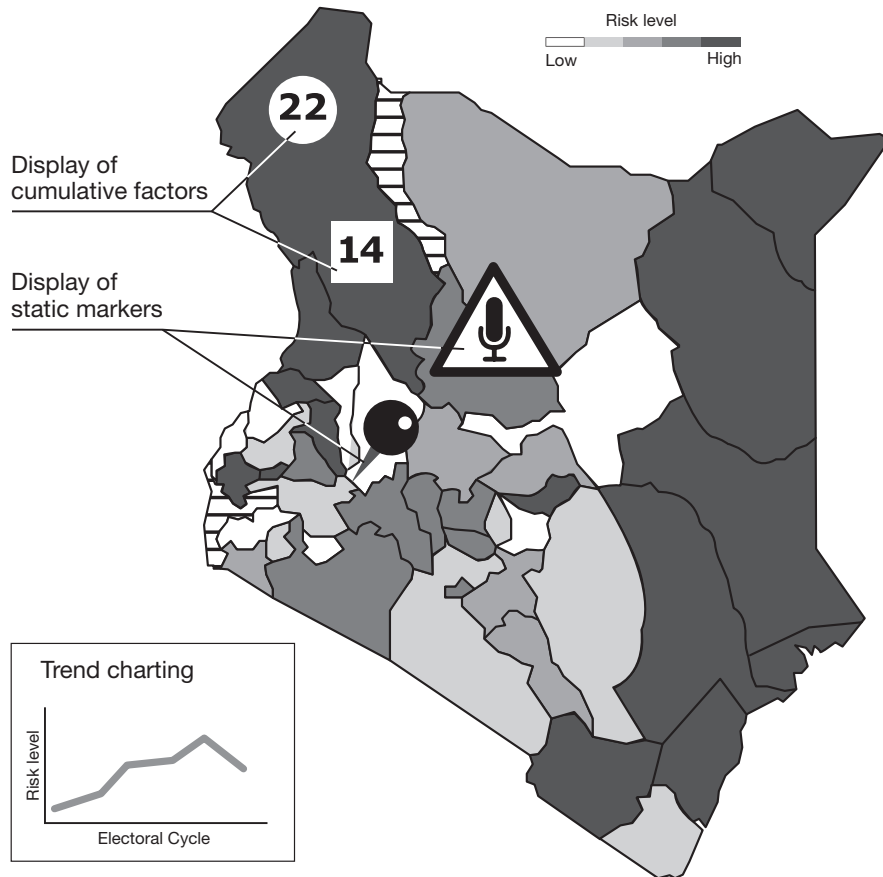 Risk level
Low
High
22
Display of
cumulative factors
14
Display of
static markers
Trend charting
Risk level
Electoral Cycle